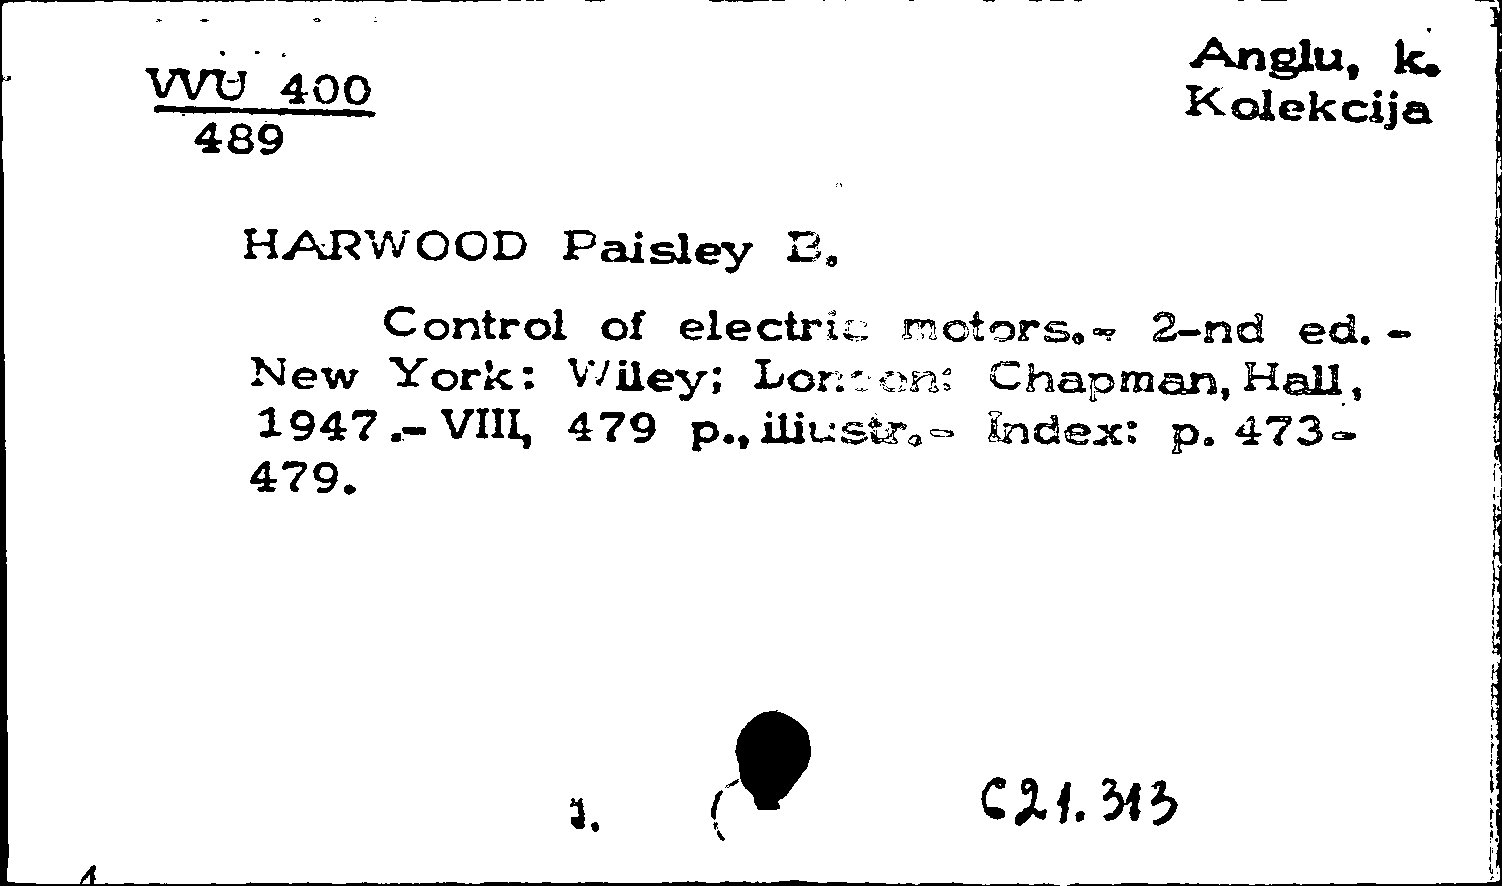 VVU 400
489
Anglu, k.
Kolekcija
HARWOOD Paisley B.
Control of electric motors.- 2-nd ed. -
New York: Wiley; London: Chapman, Hall,
1947.- VIII, 479 p., iliustr.- Index: p. 473-
479.
621.313